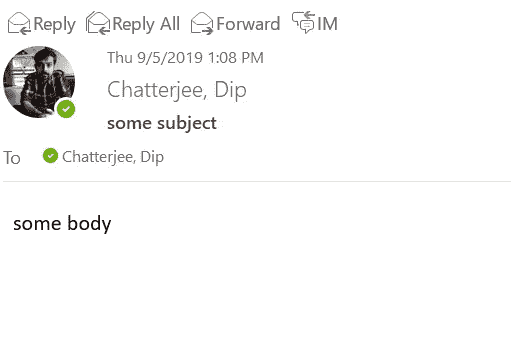 Reply Reply All Forward IM
Thu 9/5/2019 1:08 PM
Chatterjee, Dip
some subject
To Chatterjee, Dip
some body